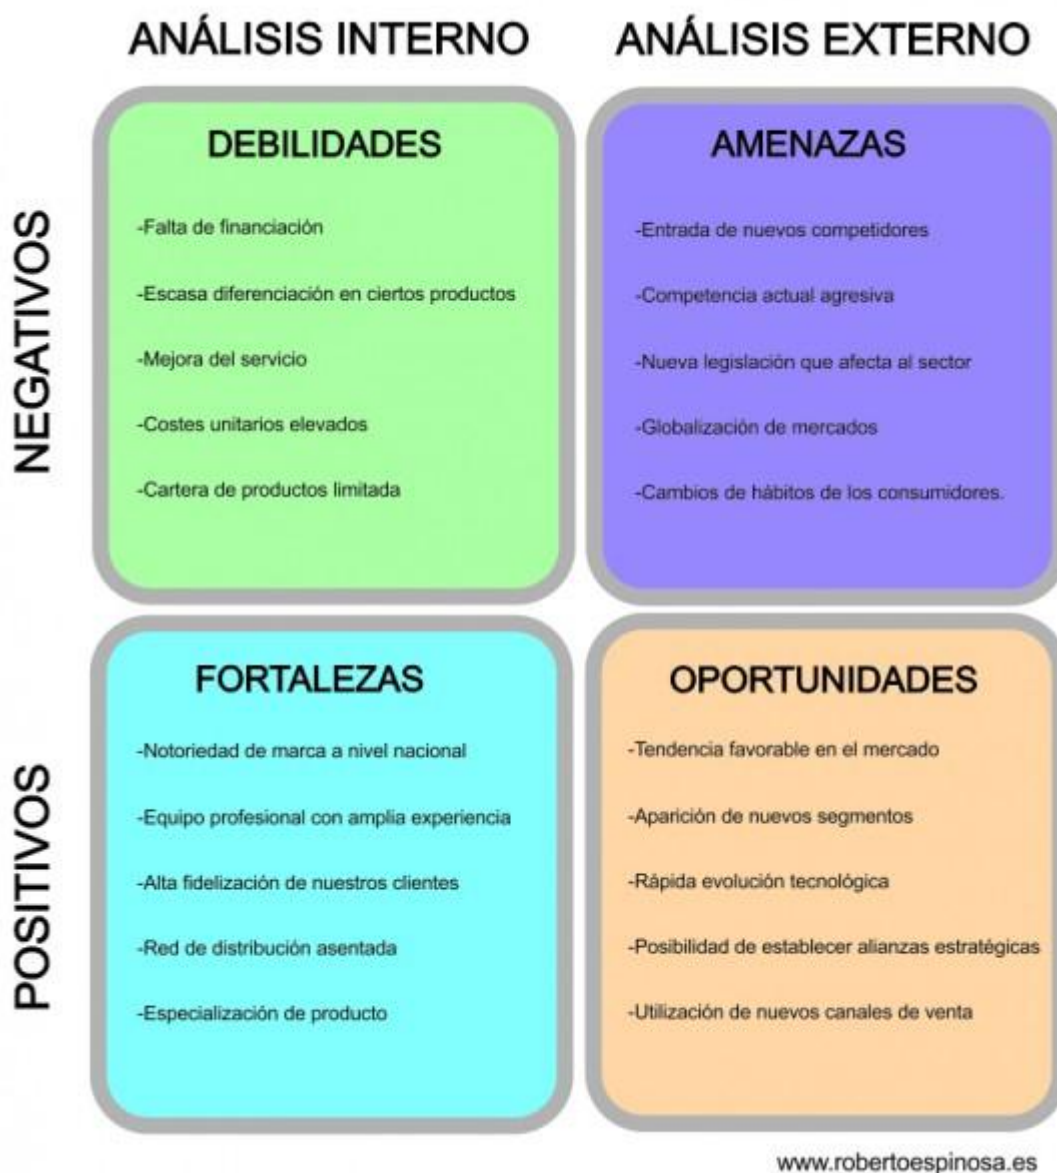 ANÁLISIS INTERNO
ANÁLISIS EXTERNO
NEGATIVOS
DEBILIDADES
-Falta de financiación
-Escasa diferenciación en ciertos productos
-Mejora del servicio
-Costes unitarios elevados
-Cartera de productos limitada
AMENAZAS
-Entrada de nuevos competidores
-Competencia actual agresiva
-Nueva legislación que afecta al sector
-Globalización de mercados
-Cambios de hábitos de los consumidores.
POSITIVOS
FORTALEZAS
-Notoriedad de marca a nivel nacional
-Equipo profesional con amplia experiencia
-Alta fidelización de nuestros clientes
-Red de distribución asentada
-Especialización de producto
OPORTUNIDADES
-Tendencia favorable en el mercado
-Aparición de nuevos segmentos
-Rápida evolución tecnológica
-Posibilidad de establecer alianzas estratégicas
-Utilización de nuevos canales de venta
www.robertoespinosa.es